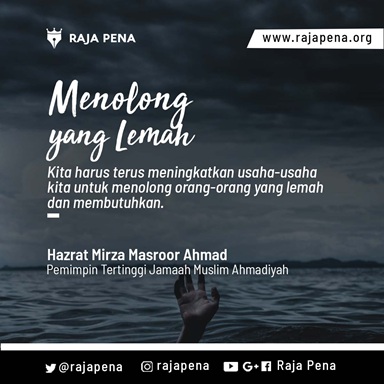 RAJA PENA
www.rajapena.org
Menolong
yang Lemah
Kita harus terus meningkatkan usaha-usaha
kita untuk menolong orang-orang yang lemah
dan membutuhkan.
Hazrat Mirza Masroor Ahmad
Pemimpin Tertinggi Jamaah Muslim Ahmadiyah
@rajapena rajapena G+ Raja Pena